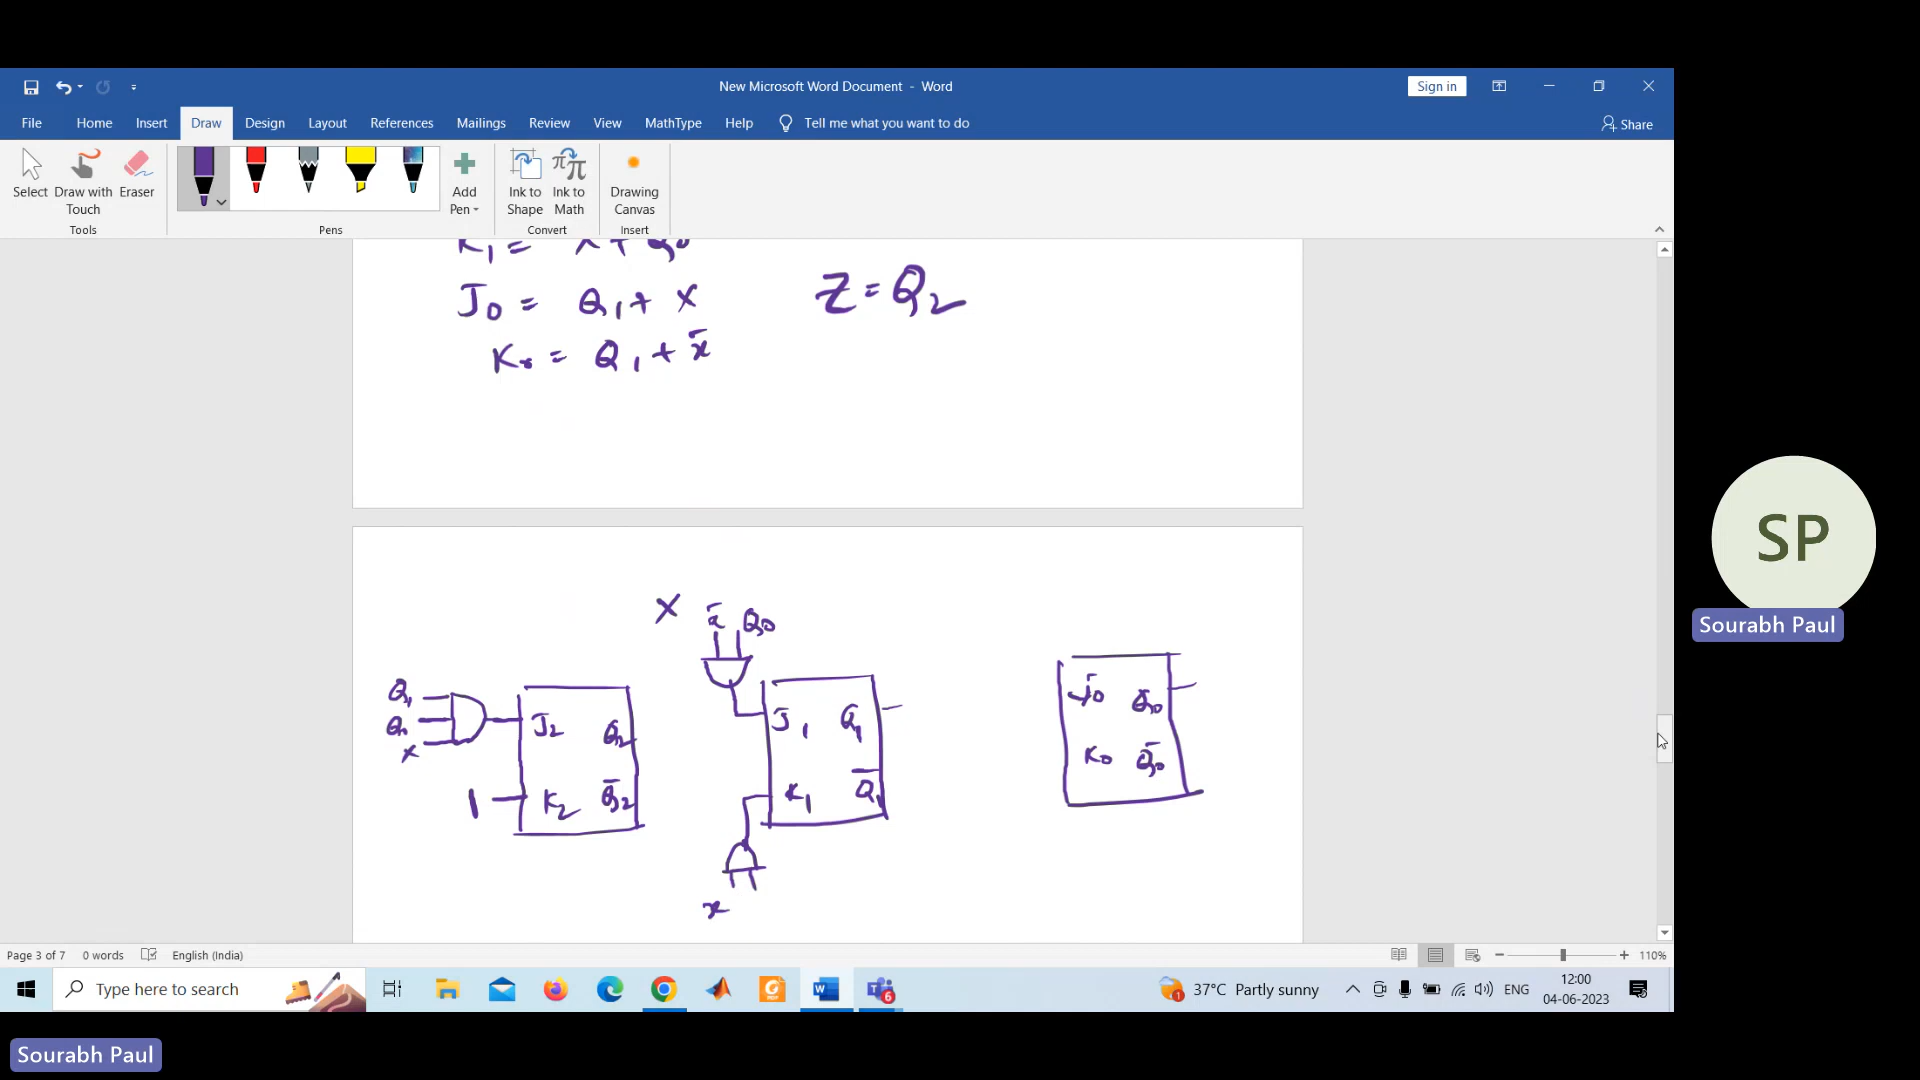 New Microsoft Word Document - Word
Sign in
File Home Insert Draw Design Layout References Mailings Review View MathType Help Tell me what you want to do
Share
Select Draw with Touch Eraser
Add Pen
Ink to Shape Ink to Math
Drawing Canvas
Tools Pens Convert Insert
K1 = x + Q0
J0 = Q1 + x
Z = Q2
K0 = Q1 + x̄
X x̄ Q0
Q1
Q0
x
J2 Q2
1 K2 Q̄2
J1 Q1
K1 Q̄1
J0 Q0
K0 Q̄0
x
SP
Sourabh Paul
Page 3 of 7 0 words English (India)
110%
Type here to search
6
37°C Partly sunny
ENG
12:00
04-06-2023
Sourabh Paul